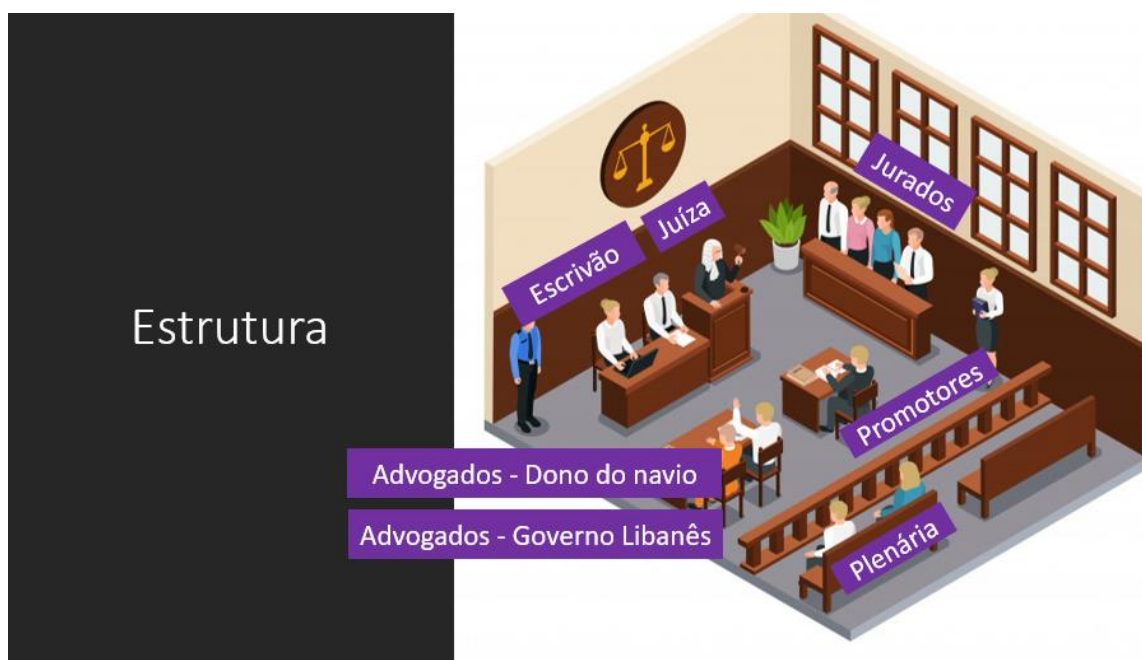 Estrutura
Jurados
Juíza
Escrivão
Promotores
Advogados - Dono do navio
Advogados - Governo Libanês
Plenária